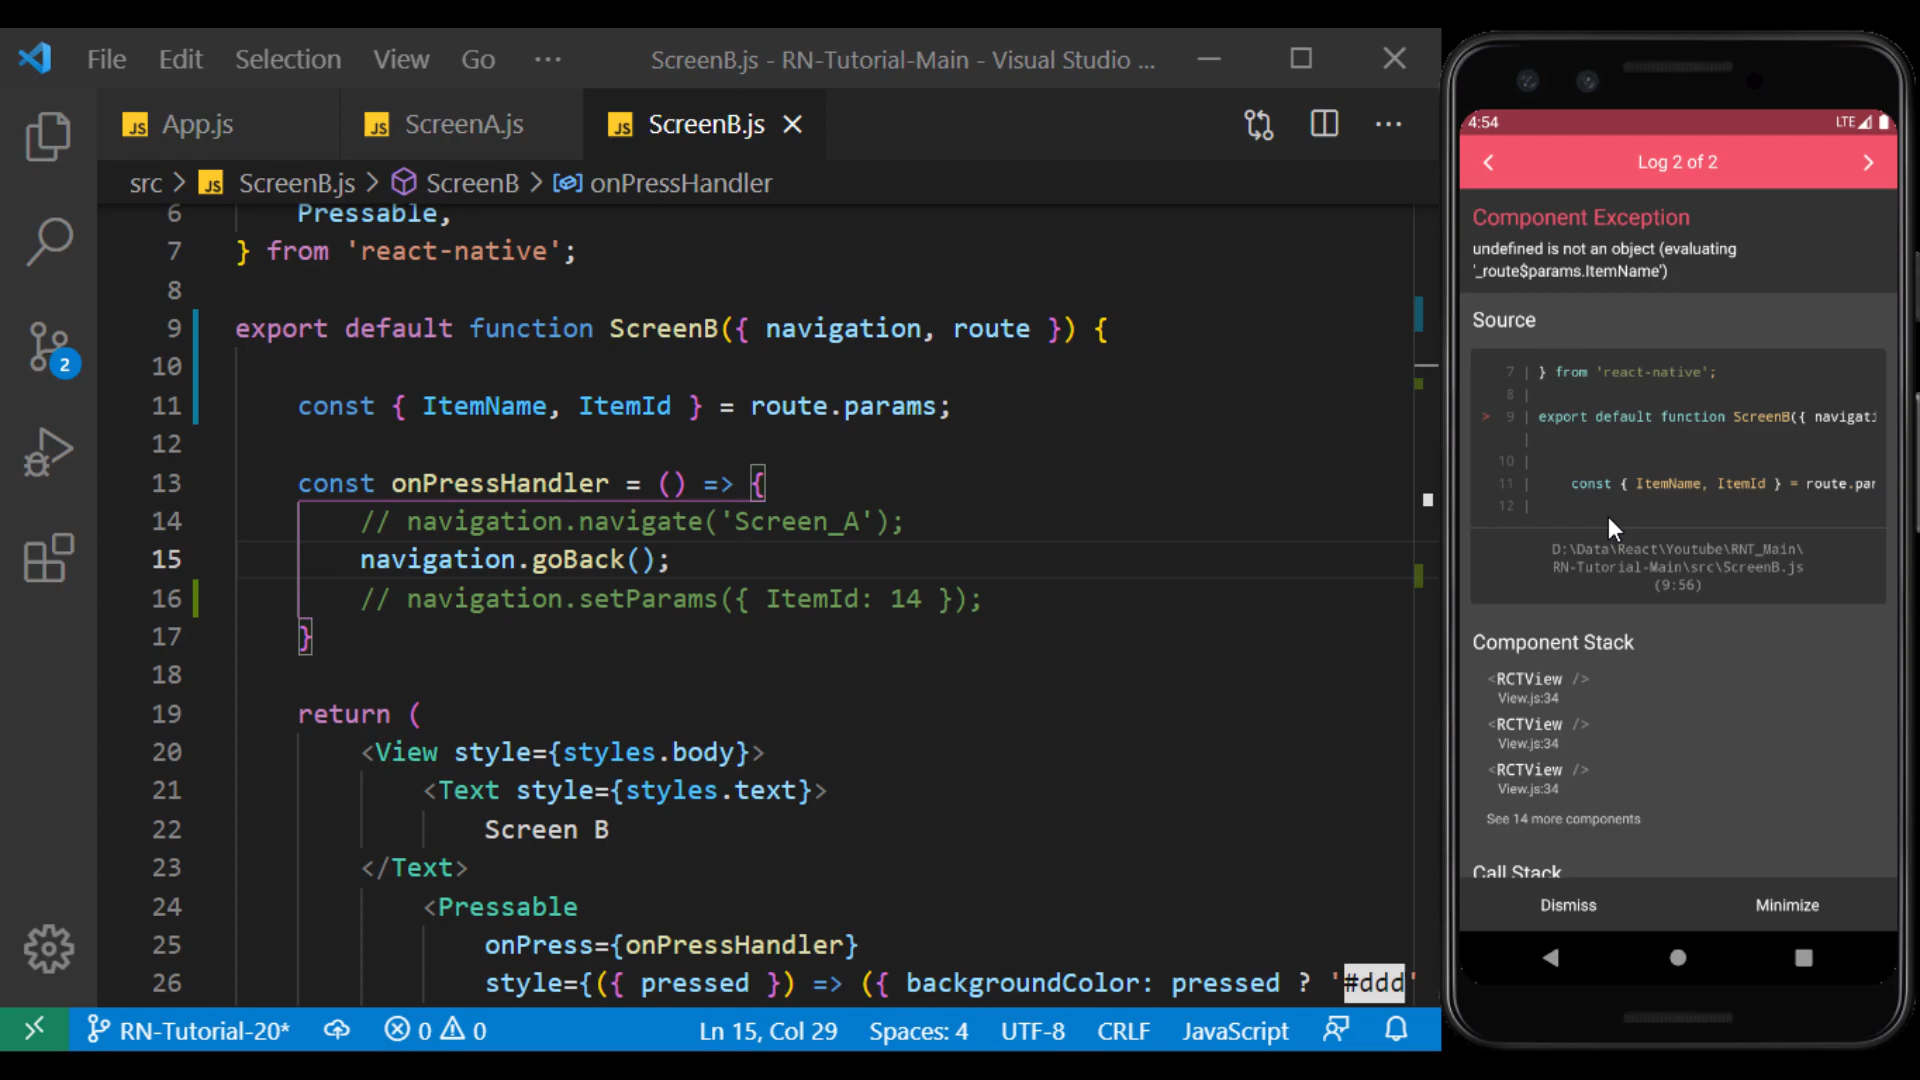 File Edit Selection View Go ··· ScreenB.js - RN-Tutorial-Main - Visual Studio ...
JS App.js JS ScreenA.js JS ScreenB.js
src > JS ScreenB.js > ScreenB > onPressHandler
6 Pressable,
7 } from 'react-native';
8
9 export default function ScreenB({ navigation, route }) {
10
11 const { ItemName, ItemId } = route.params;
12
13 const onPressHandler = () => {
14 // navigation.navigate('Screen_A');
15 navigation.goBack();
16 // navigation.setParams({ ItemId: 14 });
17 }
18
19 return (
20 <View style={styles.body}>
21 <Text style={styles.text}>
22 Screen B
23 </Text>
24 <Pressable
25 onPress={onPressHandler}
26 style={({ pressed }) => ({ backgroundColor: pressed ? '#ddd'
2
RN-Tutorial-20* 0 0 Ln 15, Col 29 Spaces: 4 UTF-8 CRLF JavaScript
4:54 LTE
Log 2 of 2
Component Exception
undefined is not an object (evaluating
'_route$params.ItemName')
Source
7 | } from 'react-native';
8 |
> 9 | export default function ScreenB({ navigati
|
10 |
11 | const { ItemName, ItemId } = route.par
12 |
D:\Data\React\Youtube\RNT_Main\
RN-Tutorial-Main\src\ScreenB.js
(9:56)
Component Stack
<RCTView />
View.js:34
<RCTView />
View.js:34
<RCTView />
View.js:34
See 14 more components
Call Stack
Dismiss Minimize